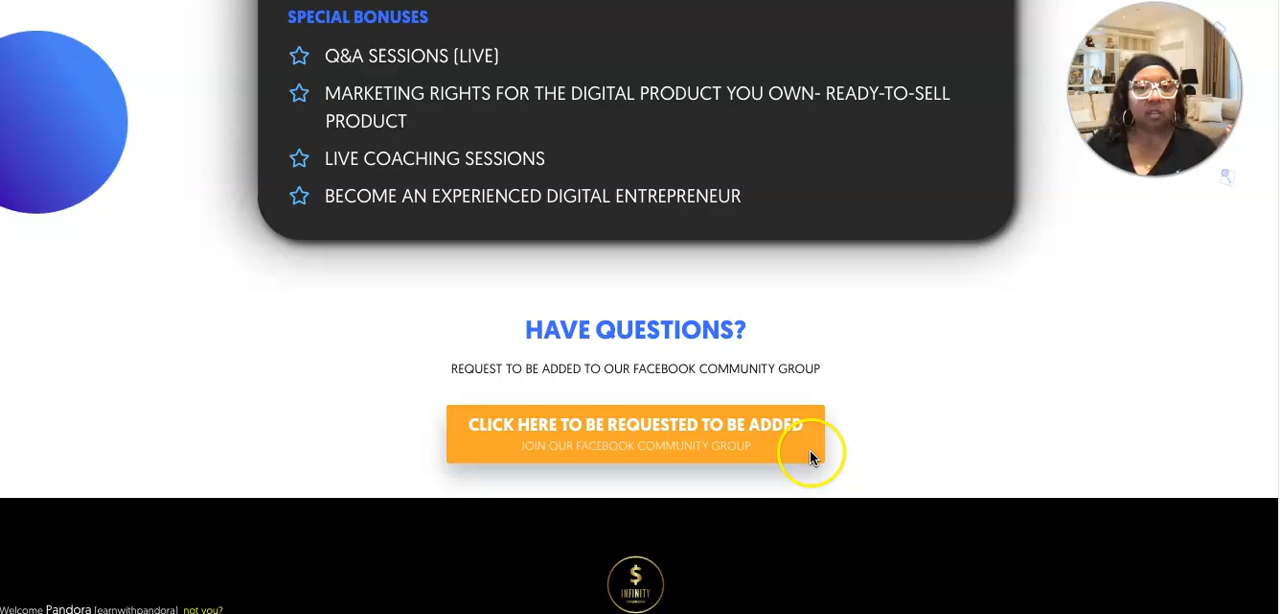 SPECIAL BONUSES
Q&A SESSIONS (LIVE)
MARKETING RIGHTS FOR THE DIGITAL PRODUCT YOU OWN- READY-TO-SELL
PRODUCT
LIVE COACHING SESSIONS
BECOME AN EXPERIENCED DIGITAL ENTREPRENEUR
HAVE QUESTIONS?
REQUEST TO BE ADDED TO OUR FACEBOOK COMMUNITY GROUP
CLICK HERE TO BE REQUESTED TO BE ADDED
JOIN OUR FACEBOOK COMMUNITY GROUP
$
INFINITY
Welcome Pandora (earnwithpandora) not you?